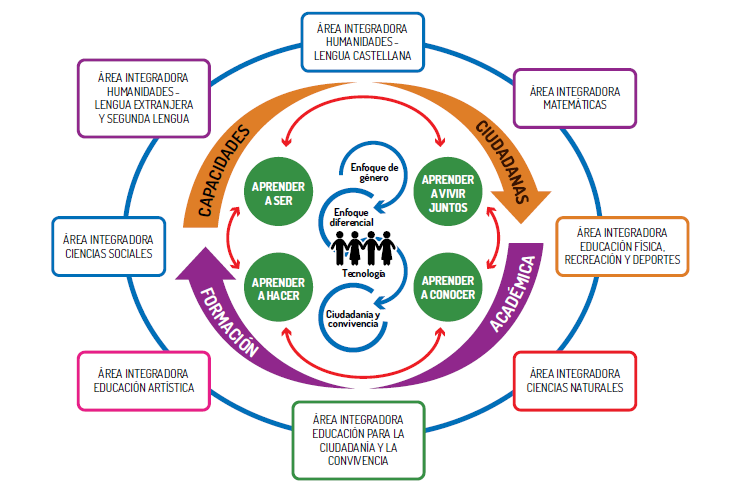 ÁREA INTEGRADORA
HUMANIDADES -
LENGUA CASTELLANA
ÁREA INTEGRADORA
HUMANIDADES -
LENGUA EXTRANJERA
Y SEGUNDA LENGUA
ÁREA INTEGRADORA
MATEMÁTICAS
CAPACIDADES
CIUDADANAS
APRENDER
A SER
Enfoque de
género
APRENDER
A VIVIR
JUNTOS
Enfoque
diferencial
ÁREA INTEGRADORA
CIENCIAS SOCIALES
ÁREA INTEGRADORA
EDUCACIÓN FÍSICA,
RECREACIÓN Y DEPORTES
Tecnología
APRENDER
A HACER
APRENDER
A CONOCER
Ciudadanía y
convivencia
FORMACIÓN
ACADÉMICA
ÁREA INTEGRADORA
EDUCACIÓN ARTÍSTICA
ÁREA INTEGRADORA
CIENCIAS NATURALES
ÁREA INTEGRADORA
EDUCACIÓN PARA LA
CIUDADANÍA Y LA
CONVIVENCIA